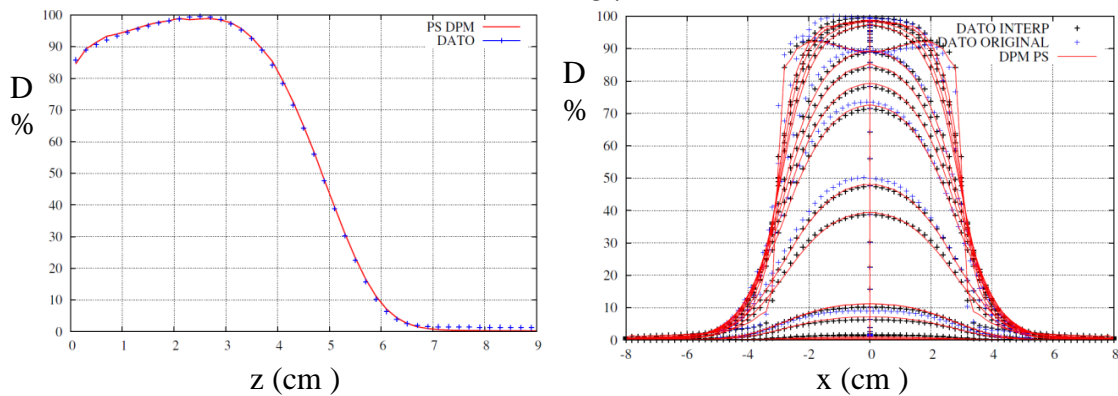 PS DPM
DATO
D
%
100
90
80
70
60
50
40
30
20
10
0
0 1 2 3 4 5 6 7 8 9
z (cm )
DATO INTERP
DATO ORIGINAL
DPM PS
D
%
100
90
80
70
60
50
40
30
20
10
0
-8 -6 -4 -2 0 2 4 6 8
x (cm )